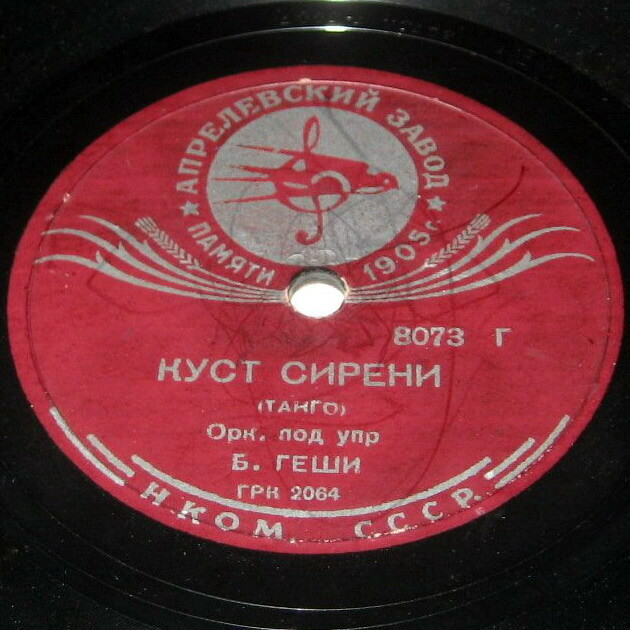 ★ АПРЕЛЕВСКИЙ ЗАВОД ★
ПАМЯТИ 1905 г.
8073 Г
КУСТ СИРЕНИ
(ТАНГО)
Орк. под упр
Б. ГЕШИ
ГРК 2064
НКОМ. СССР.